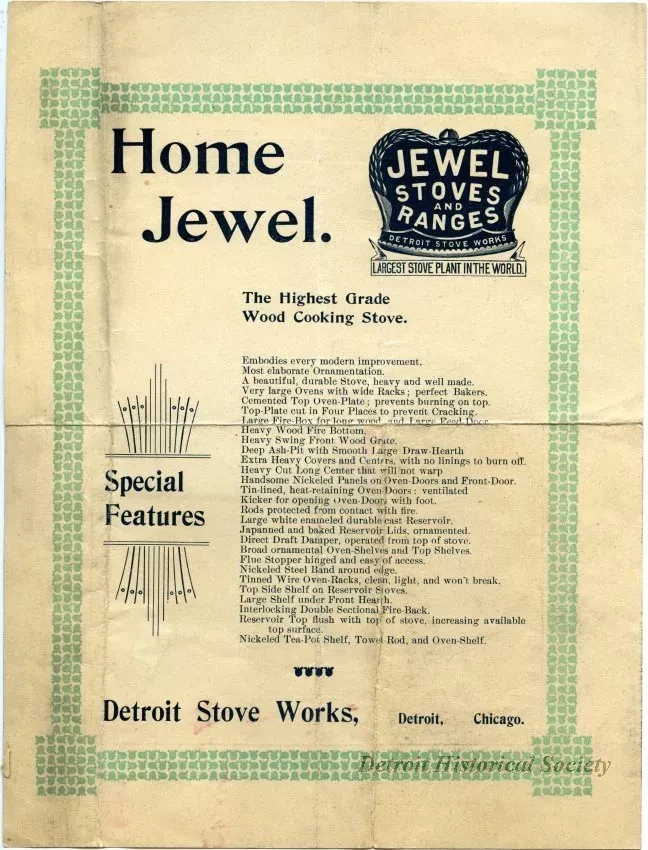 Home
Jewel.
JEWEL
STOVES
AND
RANGES
DETROIT STOVE WORKS
LARGEST STOVE PLANT IN THE WORLD.
The Highest Grade
Wood Cooking Stove.
Special
Features
Embodies every modern improvement.
Most elaborate Ornamentation.
A beautiful, durable Stove, heavy and well made.
Very large Ovens with wide Racks; perfect Bakers.
Cemented Top Oven-Plate; prevents burning on top.
Top-Plate cut in Four Places to prevent Cracking.
Large Fire-Box for long wood and Large Feed Door
Heavy Wood Fire Bottom.
Heavy Swing Front Wood Grate.
Deep Ash-Pit with Smooth Large Draw-Hearth
Extra Heavy Covers and Centers, with no linings to burn off.
Heavy Cut Long Center that will not warp
Handsome Nickeled Panels on Oven-Doors and Front-Door.
Tin-lined, heat-retaining Oven Doors: ventilated
Kicker for opening Oven-Doors with foot.
Rods protected from contact with fire.
Large white enameled durable cast Reservoir.
Japanned and baked Reservoir Lids, ornamented.
Direct Draft Damper, operated from top of stove.
Broad ornamental Oven-Shelves and Top Shelves.
Flue Stopper hinged and easy of access.
Nickeled Steel Band around edge.
Tinned Wire Oven-Racks, clean, light, and won't break.
Top Side Shelf on Reservoir Stoves.
Large Shelf under Front Hearth.
Interlocking Double Sectional Fire-Back.
Reservoir Top flush with top of stove, increasing available
top surface.
Nickeled Tea-Pot Shelf, Towel Rod, and Oven-Shelf.
Detroit Stove Works, Detroit, Chicago.
Detroit Historical Society